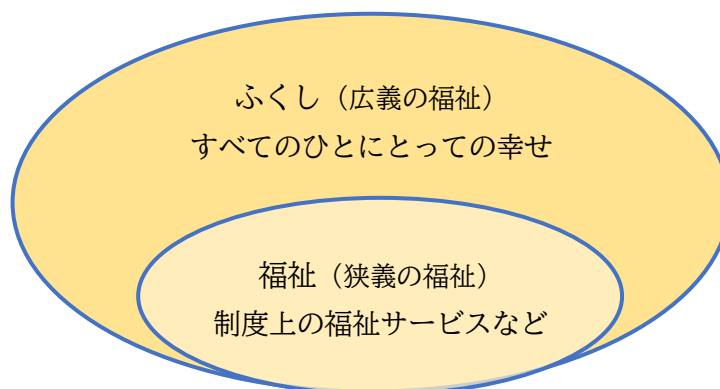 ふくし（広義の福祉）
すべてのひとにとっての幸せ
福祉（狭義の福祉）
制度上の福祉サービスなど